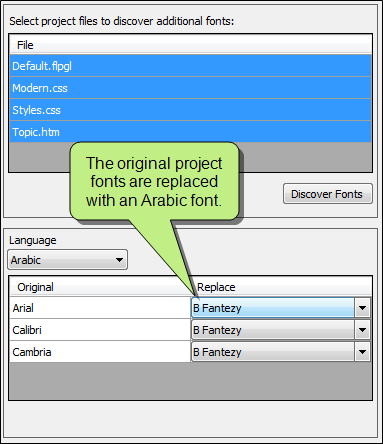 Select project files to discover additional fonts:
File
Default.flpgl
Modern.css
Styles.css
Topic.htm
The original project
fonts are replaced
with an Arabic font.
Discover Fonts
Language
Arabic
Original Replace
Arial B Fantezy
Calibri B Fantezy
Cambria B Fantezy